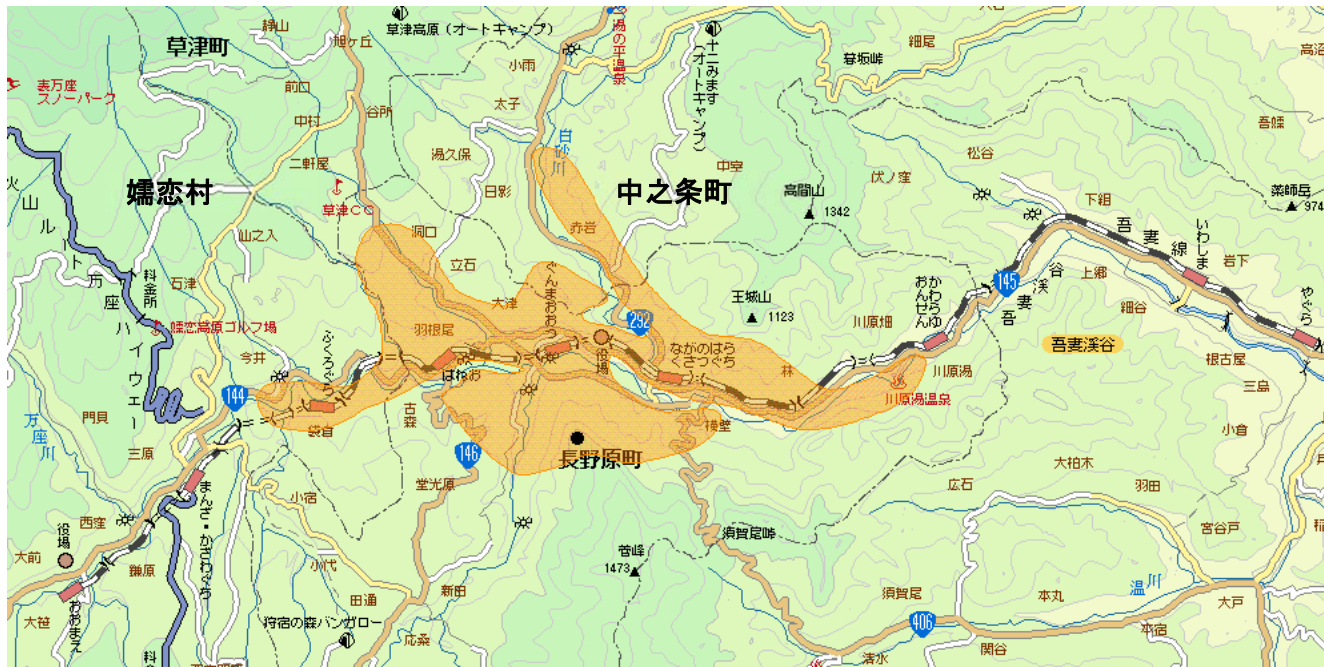 静山
旭ヶ丘
草津高原(オートキャンプ)
湯の平温泉
十二みます
(オートキャンプ)
細尾
暮坂峠
高沼
草津町
小雨
表万座
スノーパーク
前口
谷所
太子
中村
白砂川
吾嬬
湯久保
松谷
二軒屋
中室
伏ノ窪
嬬恋村
日影
中之条町
高間山
1342
下組
薬師岳
974
草津CC
火山ルート
万座ハイウェー
山之入
洞口
赤岩
吾妻線
いわしま
料金所
石津
立石
吾妻渓谷
上郷
岩下
145
細谷
やぐら
大津
ぐんまおおつ
王城山
1123
かわらゆ
おんせん
嬬恋高原ゴルフ場
羽根尾
292
川原畑
吾妻渓谷
今井
ふくろぐち
役場
ながのはら
くさつぐち
根古屋
はねお
林
川原湯
三島
144
川原湯温泉
門貝
古森
袋倉
横壁
小倉
万座川
146
長野原町
三原
堂光原
大柏木
羽田
まんざ・かざわぐち
小宿
広石
西窪
役場
須賀尾峠
宮谷戸
大前
鎌原
小代
菅峰
1473
田通
新田
須賀尾
本丸
温川
大戸
大笹
おおまえ
狩宿の森バンガロー
応桑
406
本宿
関谷
清水
料金